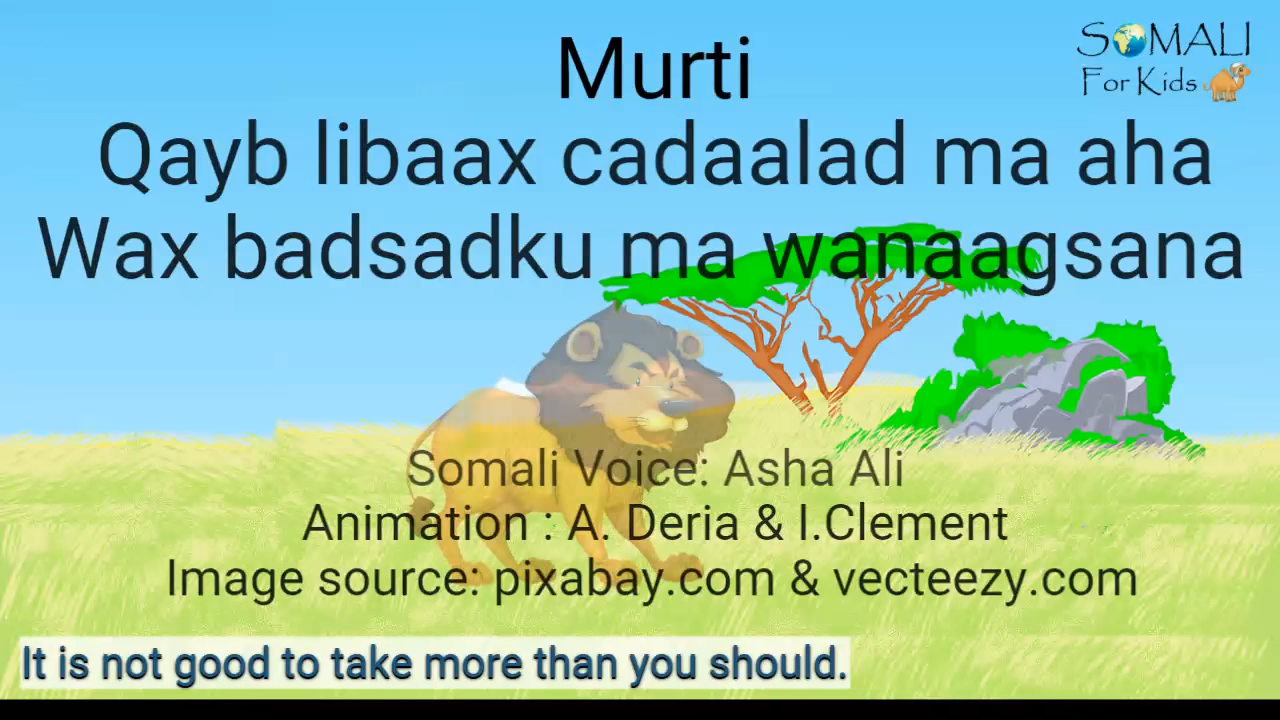 Murti
SOMALI
For Kids
Qayb libaax cadaalad ma aha
Wax badsadku ma wanaagsana
Somali Voice: Asha Ali
Animation : A. Deria & I.Clement
Image source: pixabay.com & vecteezy.com
It is not good to take more than you should.